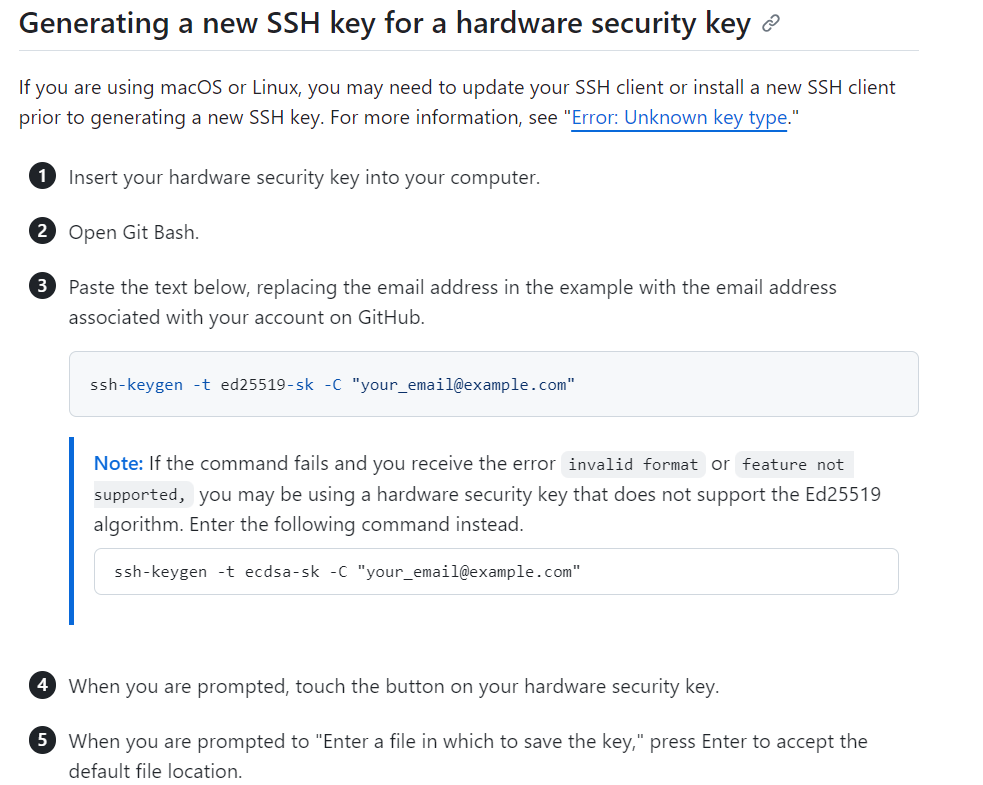 Generating a new SSH key for a hardware security key
If you are using macOS or Linux, you may need to update your SSH client or install a new SSH client
prior to generating a new SSH key. For more information, see "Error: Unknown key type."
1 Insert your hardware security key into your computer.
2 Open Git Bash.
3 Paste the text below, replacing the email address in the example with the email address
associated with your account on GitHub.
ssh-keygen -t ed25519-sk -C "your_email@example.com"
Note: If the command fails and you receive the error invalid format or feature not
supported, you may be using a hardware security key that does not support the Ed25519
algorithm. Enter the following command instead.
ssh-keygen -t ecdsa-sk -C "your_email@example.com"
4 When you are prompted, touch the button on your hardware security key.
5 When you are prompted to "Enter a file in which to save the key," press Enter to accept the
default file location.